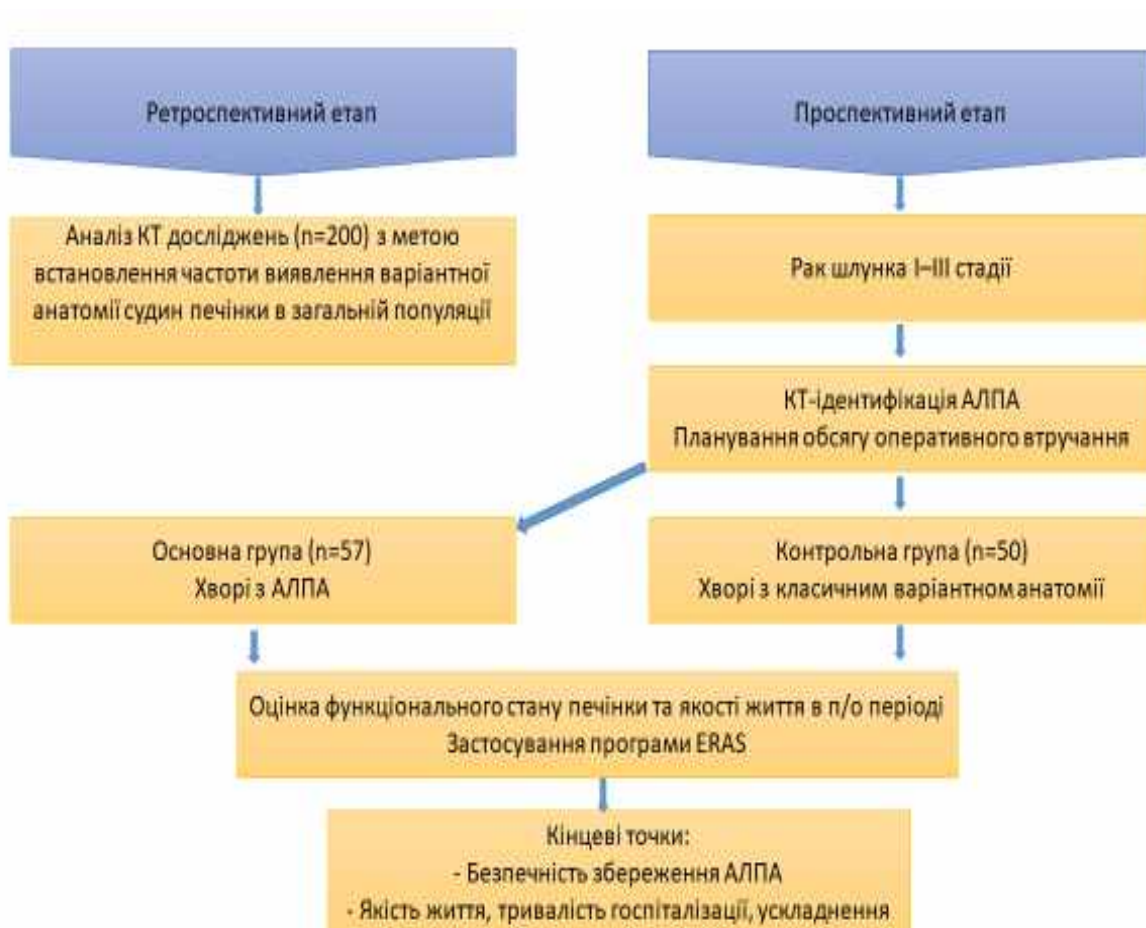 Ретроспективний етап
Проспективний етап
Аналіз КТ досліджень (n=200) з метою
встановлення частоти виявлення варіантної
анатомії судин печінки в загальній популяції
Рак шлунка I–III стадії
КТ-ідентифікація АЛПА
Планування обсягу оперативного втручання
Основна група (n=57)
Хворі з АЛПА
Контрольна група (n=50)
Хворі з класичним варіантном анатомії
Оцінка функціонального стану печінки та якості життя в п/о періоді
Застосування програми ERAS
Кінцеві точки:
- Безпечність збереження АЛПА
- Якість життя, тривалість госпіталізації, ускладнення